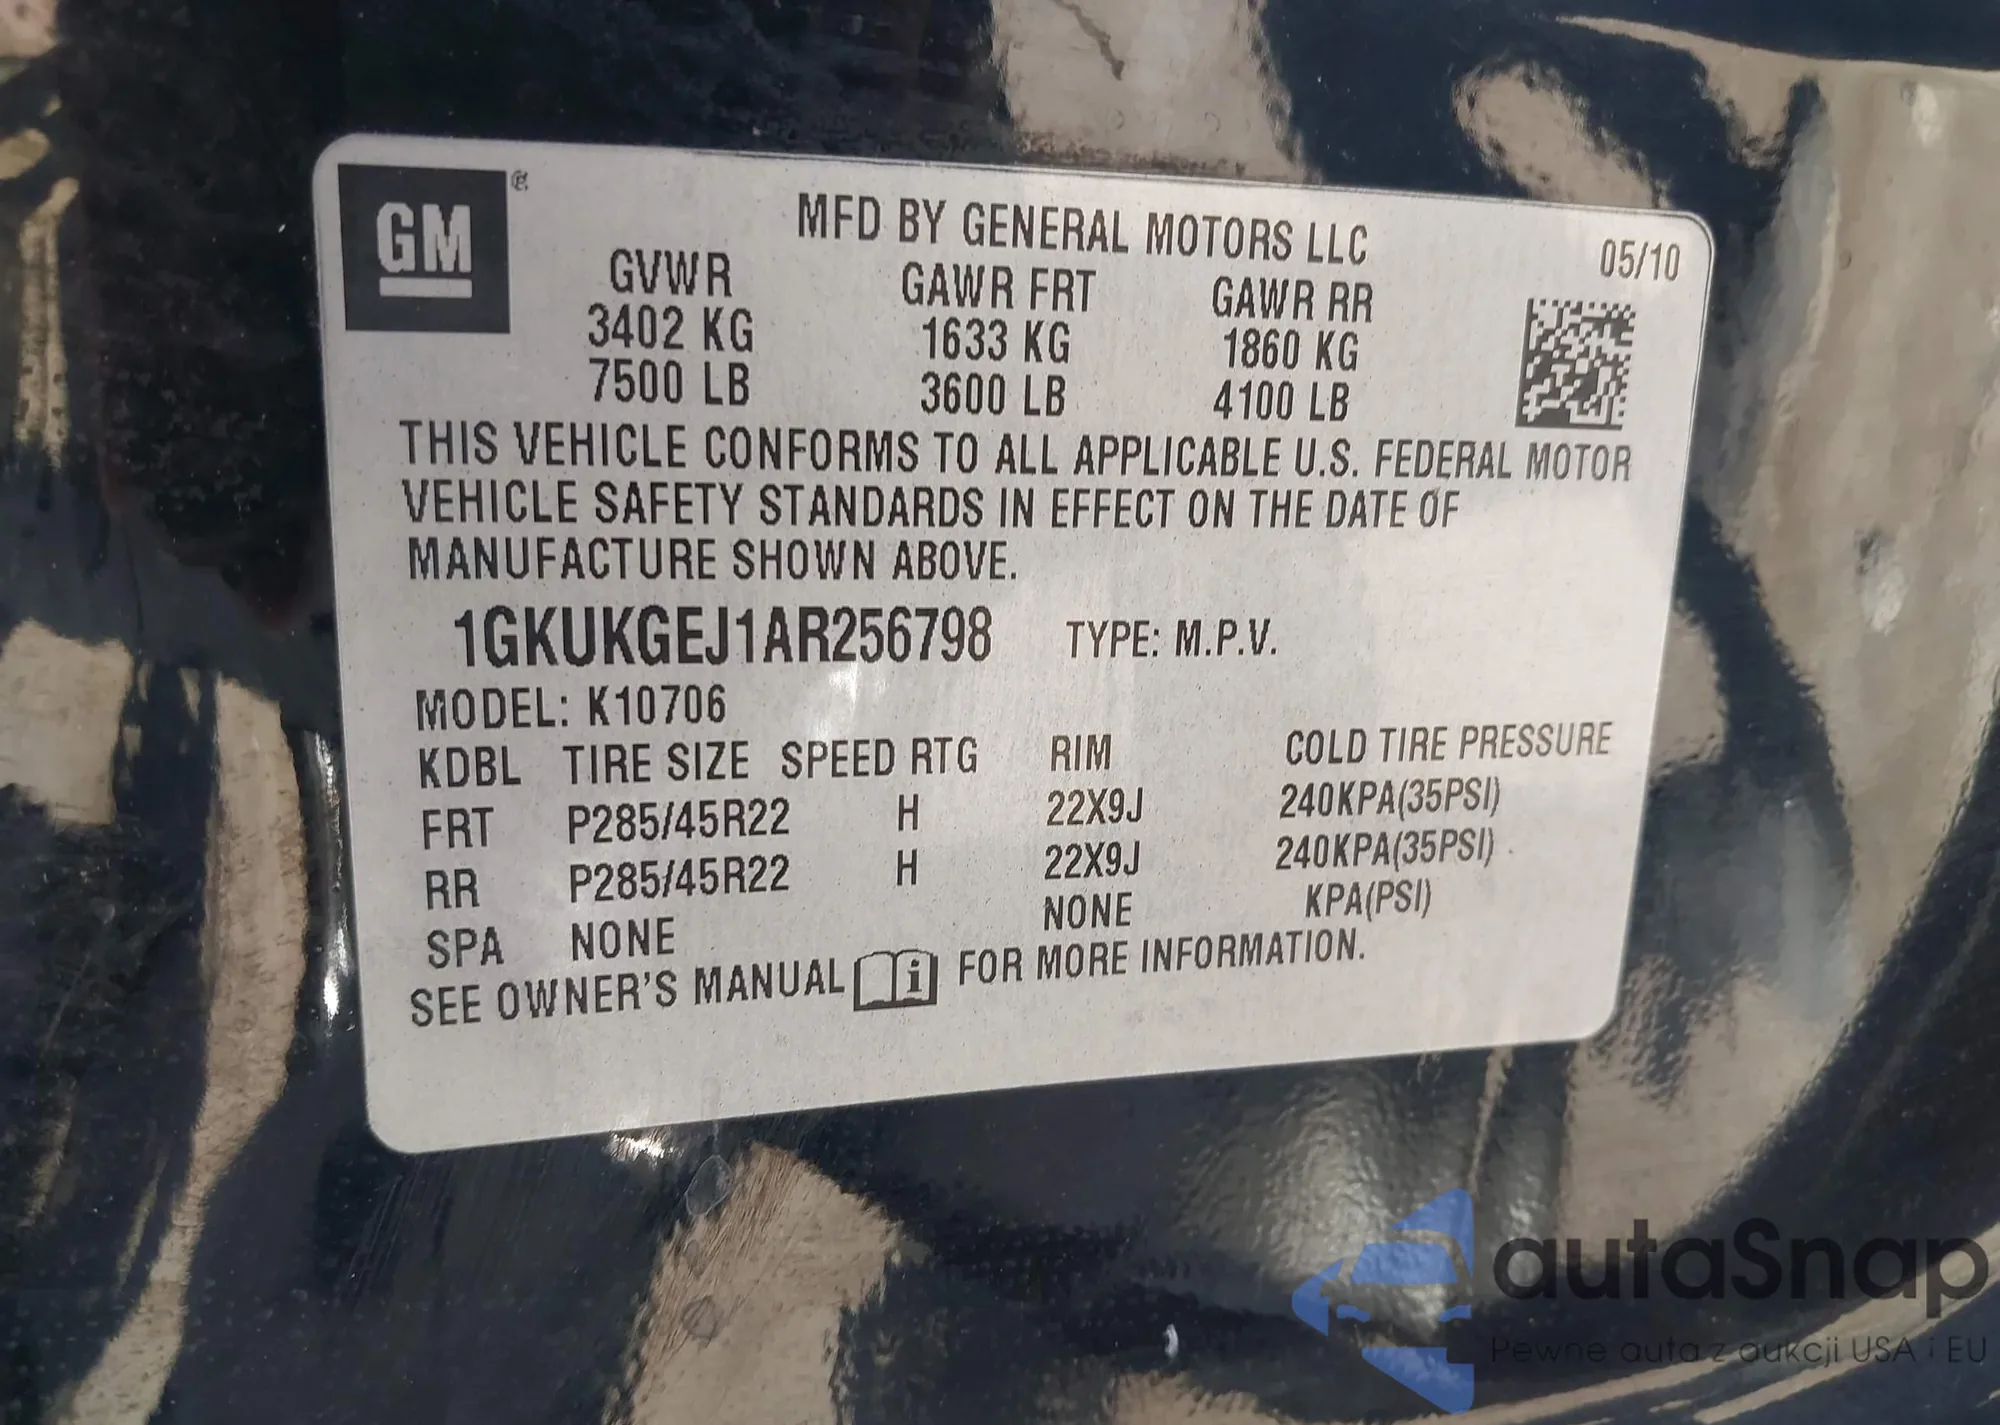 GM
MFD BY GENERAL MOTORS LLC
05/10
GVWR GAWR FRT GAWR RR
3402 KG 1633 KG 1860 KG
7500 LB 3600 LB 4100 LB
THIS VEHICLE CONFORMS TO ALL APPLICABLE U.S. FEDERAL MOTOR
VEHICLE SAFETY STANDARDS IN EFFECT ON THE DATE OF
MANUFACTURE SHOWN ABOVE.
1GKUKGEJ1AR256798 TYPE: M.P.V.
MODEL: K10706
KDBL TIRE SIZE SPEED RTG RIM COLD TIRE PRESSURE
FRT P285/45R22 H 22X9J 240KPA(35PSI)
RR P285/45R22 H 22X9J 240KPA(35PSI)
SPA NONE NONE KPA(PSI)
SEE OWNER'S MANUAL i FOR MORE INFORMATION.
autaSnap
Pewne auta z aukcji USA i EU